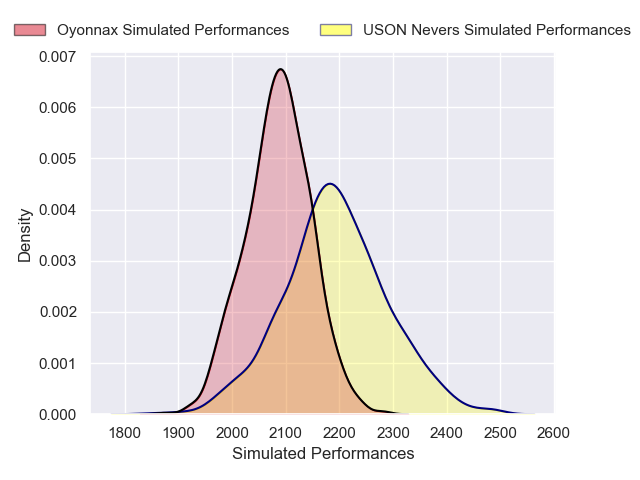 Oyonnax Simulated Performances
USON Nevers Simulated Performances
0.007
0.006
0.005
0.004
0.003
0.002
0.001
0.000
Density
1800 1900 2000 2100 2200 2300 2400 2500 2600
Simulated Performances